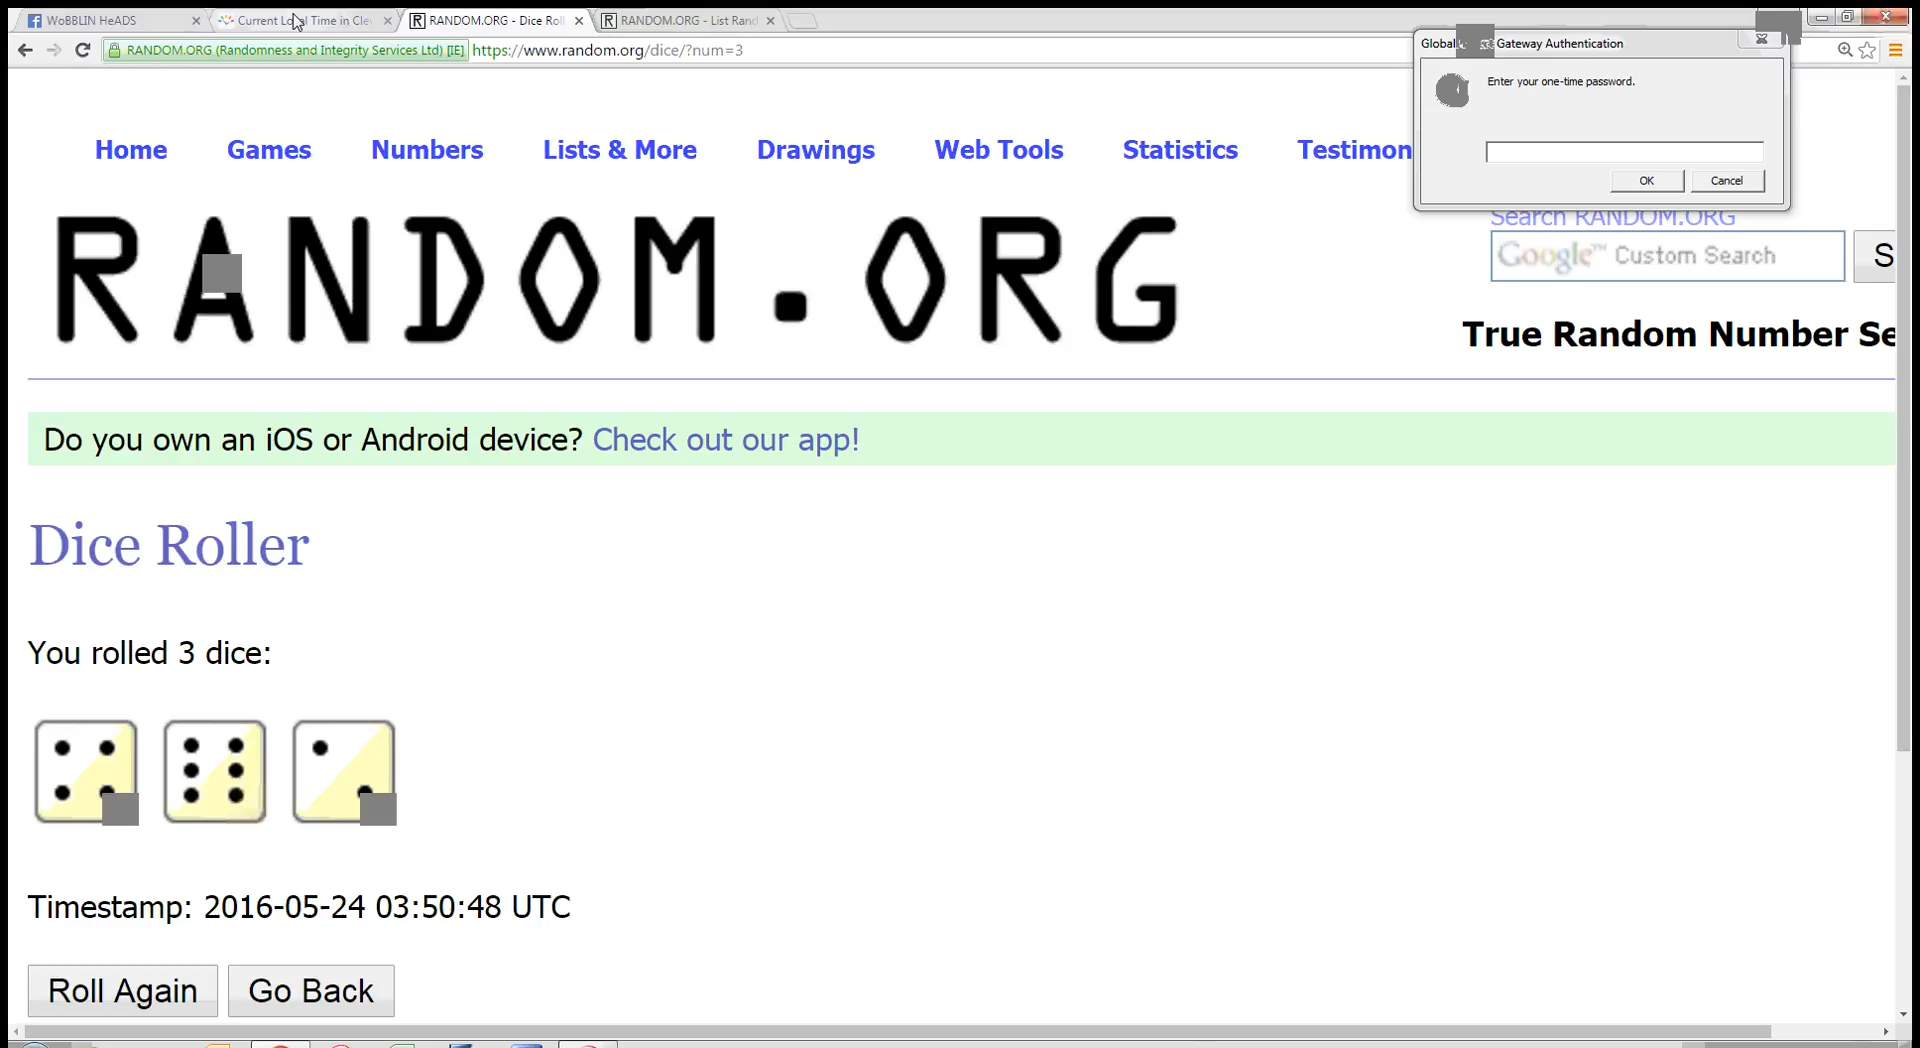 WoBBLIN HeADS
Current Local Time in Cle
RANDOM.ORG - Dice Roll
RANDOM.ORG - List Rand
RANDOM.ORG (Randomness and Integrity Services Ltd) [IE]
https://www.random.org/dice/?num=3
Global
Gateway Authentication
Enter your one-time password.
OK
Cancel
Home
Games
Numbers
Lists & More
Drawings
Web Tools
Statistics
Testimon
RANDOM.ORG
Search RANDOM.ORG
Google™ Custom Search
S
True Random Number Se
Do you own an iOS or Android device? Check out our app!
Dice Roller
You rolled 3 dice:
Timestamp: 2016-05-24 03:50:48 UTC
Roll Again
Go Back